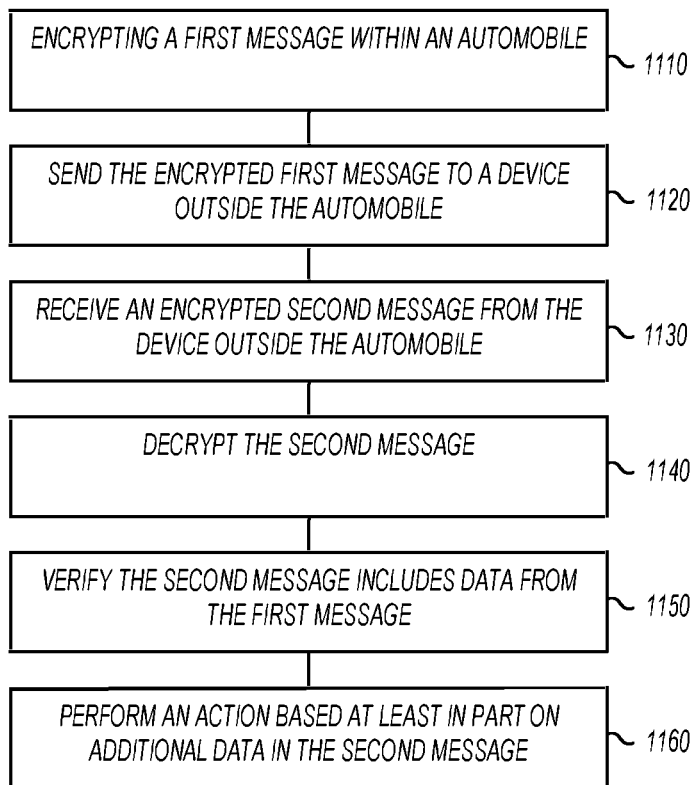 ENCRYPTING A FIRST MESSAGE WITHIN AN AUTOMOBILE
1110
SEND THE ENCRYPTED FIRST MESSAGE TO A DEVICE
OUTSIDE THE AUTOMOBILE
1120
RECEIVE AN ENCRYPTED SECOND MESSAGE FROM THE
DEVICE OUTSIDE THE AUTOMOBILE
1130
DECRYPT THE SECOND MESSAGE
1140
VERIFY THE SECOND MESSAGE INCLUDES DATA FROM
THE FIRST MESSAGE
1150
PERFORM AN ACTION BASED AT LEAST IN PART ON
ADDITIONAL DATA IN THE SECOND MESSAGE
1160